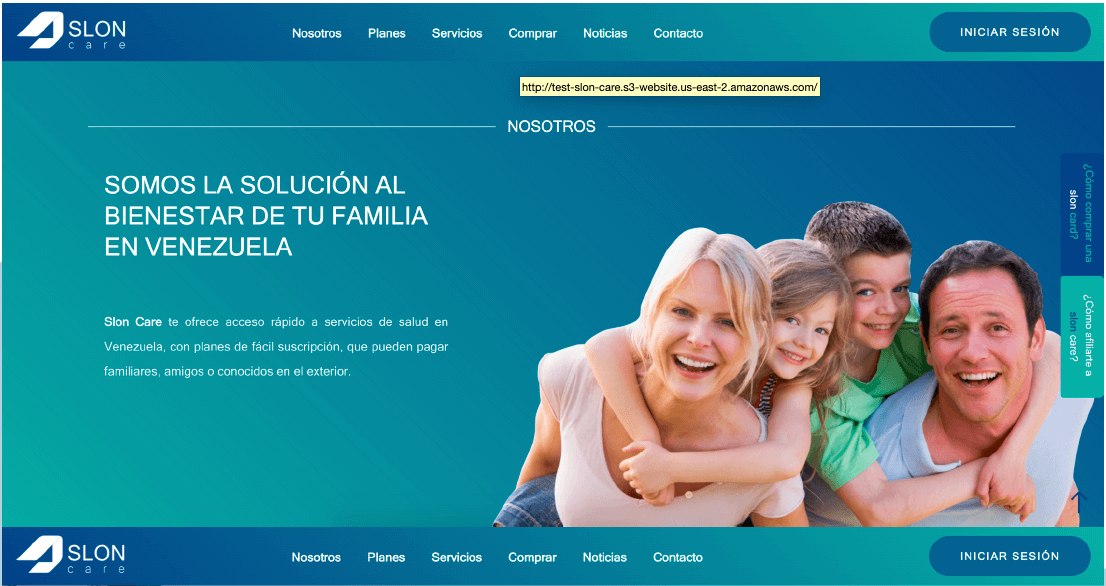 SLON
care
Nosotros Planes Servicios Comprar Noticias Contacto
INICIAR SESIÓN
http://test-slon-care.s3-website.us-east-2.amazonaws.com/
NOSOTROS
SOMOS LA SOLUCIÓN AL
BIENESTAR DE TU FAMILIA
EN VENEZUELA
Slon Care te ofrece acceso rápido a servicios de salud en
Venezuela, con planes de fácil suscripción, que pueden pagar
familiares, amigos o conocidos en el exterior.
¿Cómo comprar una
slon card?
¿Cómo afiliarte a
slon care?
SLON
care
Nosotros Planes Servicios Comprar Noticias Contacto
INICIAR SESIÓN